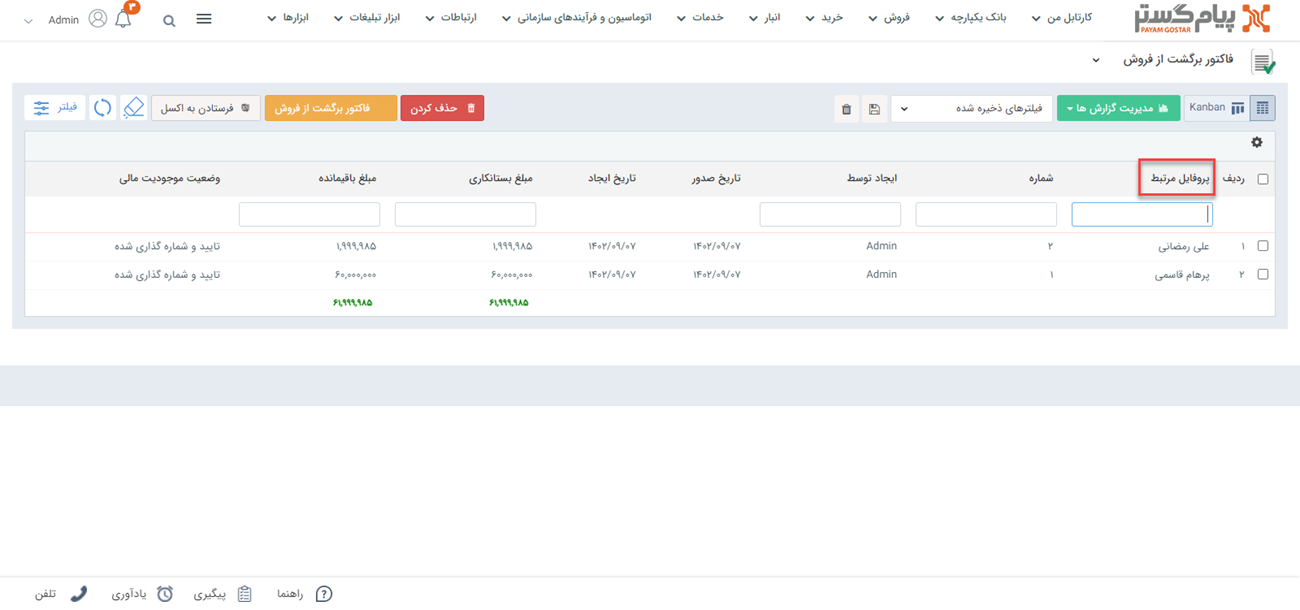 پیام گستر
PAYAM GOSTAR
کارتابل من
بانک یکپارچه
فروش
خرید
انبار
خدمات
اتوماسیون و فرآیندهای سازمانی
ارتباطات
ابزار تبلیغات
ابزارها
۳
Admin
فاکتور برگشت از فروش
Kanban
مدیریت گزارش ها
فیلترهای ذخیره شده
حذف کردن
فاکتور برگشت از فروش
فرستادن به اکسل
فیلتر
ردیف پروفایل مرتبط شماره ایجاد توسط تاریخ صدور تاریخ ایجاد مبلغ بستانکاری مبلغ باقیمانده وضعیت موجودیت مالی
۱ علی رمضانی ۲ Admin ۱۴۰۲/۰۹/۰۷ ۱۴۰۲/۰۹/۰۷ ۱,۹۹۹,۹۸۵ ۱,۹۹۹,۹۸۵ تایید و شماره گذاری شده
۲ پرهام قاسمی ۱ Admin ۱۴۰۲/۰۹/۰۷ ۱۴۰۲/۰۹/۰۷ ۶۰,۰۰۰,۰۰۰ ۶۰,۰۰۰,۰۰۰ تایید و شماره گذاری شده
۶۱,۹۹۹,۹۸۵ ۶۱,۹۹۹,۹۸۵
راهنما
پیگیری
یادآوری
تلفن